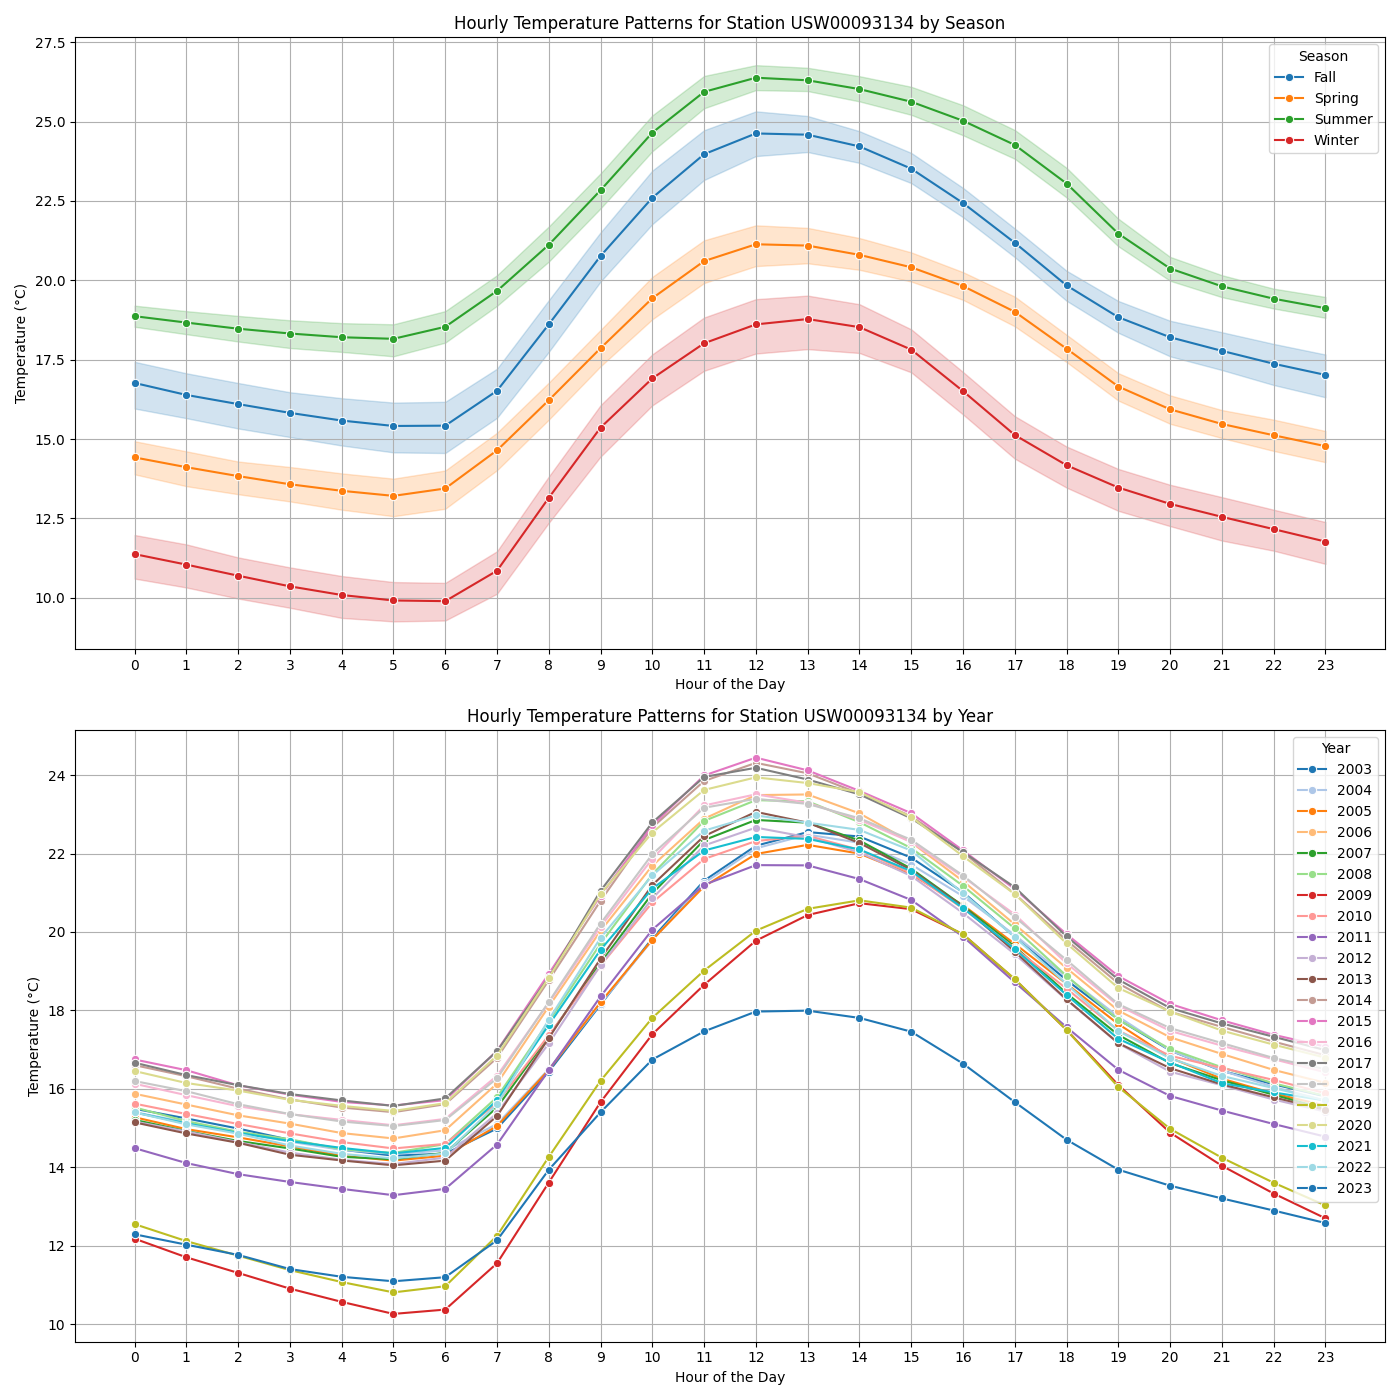 Hourly Temperature Patterns for Station USW00093134 by Season
27.5
25.0
22.5
20.0
17.5
15.0
12.5
10.0
Temperature (°C)
Season
Fall
Spring
Summer
Winter
0 1 2 3 4 5 6 7 8 9 10 11 12 13 14 15 16 17 18 19 20 21 22 23
Hour of the Day
Hourly Temperature Patterns for Station USW00093134 by Year
24
22
20
18
16
14
12
10
Temperature (°C)
Year
2003
2004
2005
2006
2007
2008
2009
2010
2011
2012
2013
2014
2015
2016
2017
2018
2019
2020
2021
2022
2023
0 1 2 3 4 5 6 7 8 9 10 11 12 13 14 15 16 17 18 19 20 21 22 23
Hour of the Day